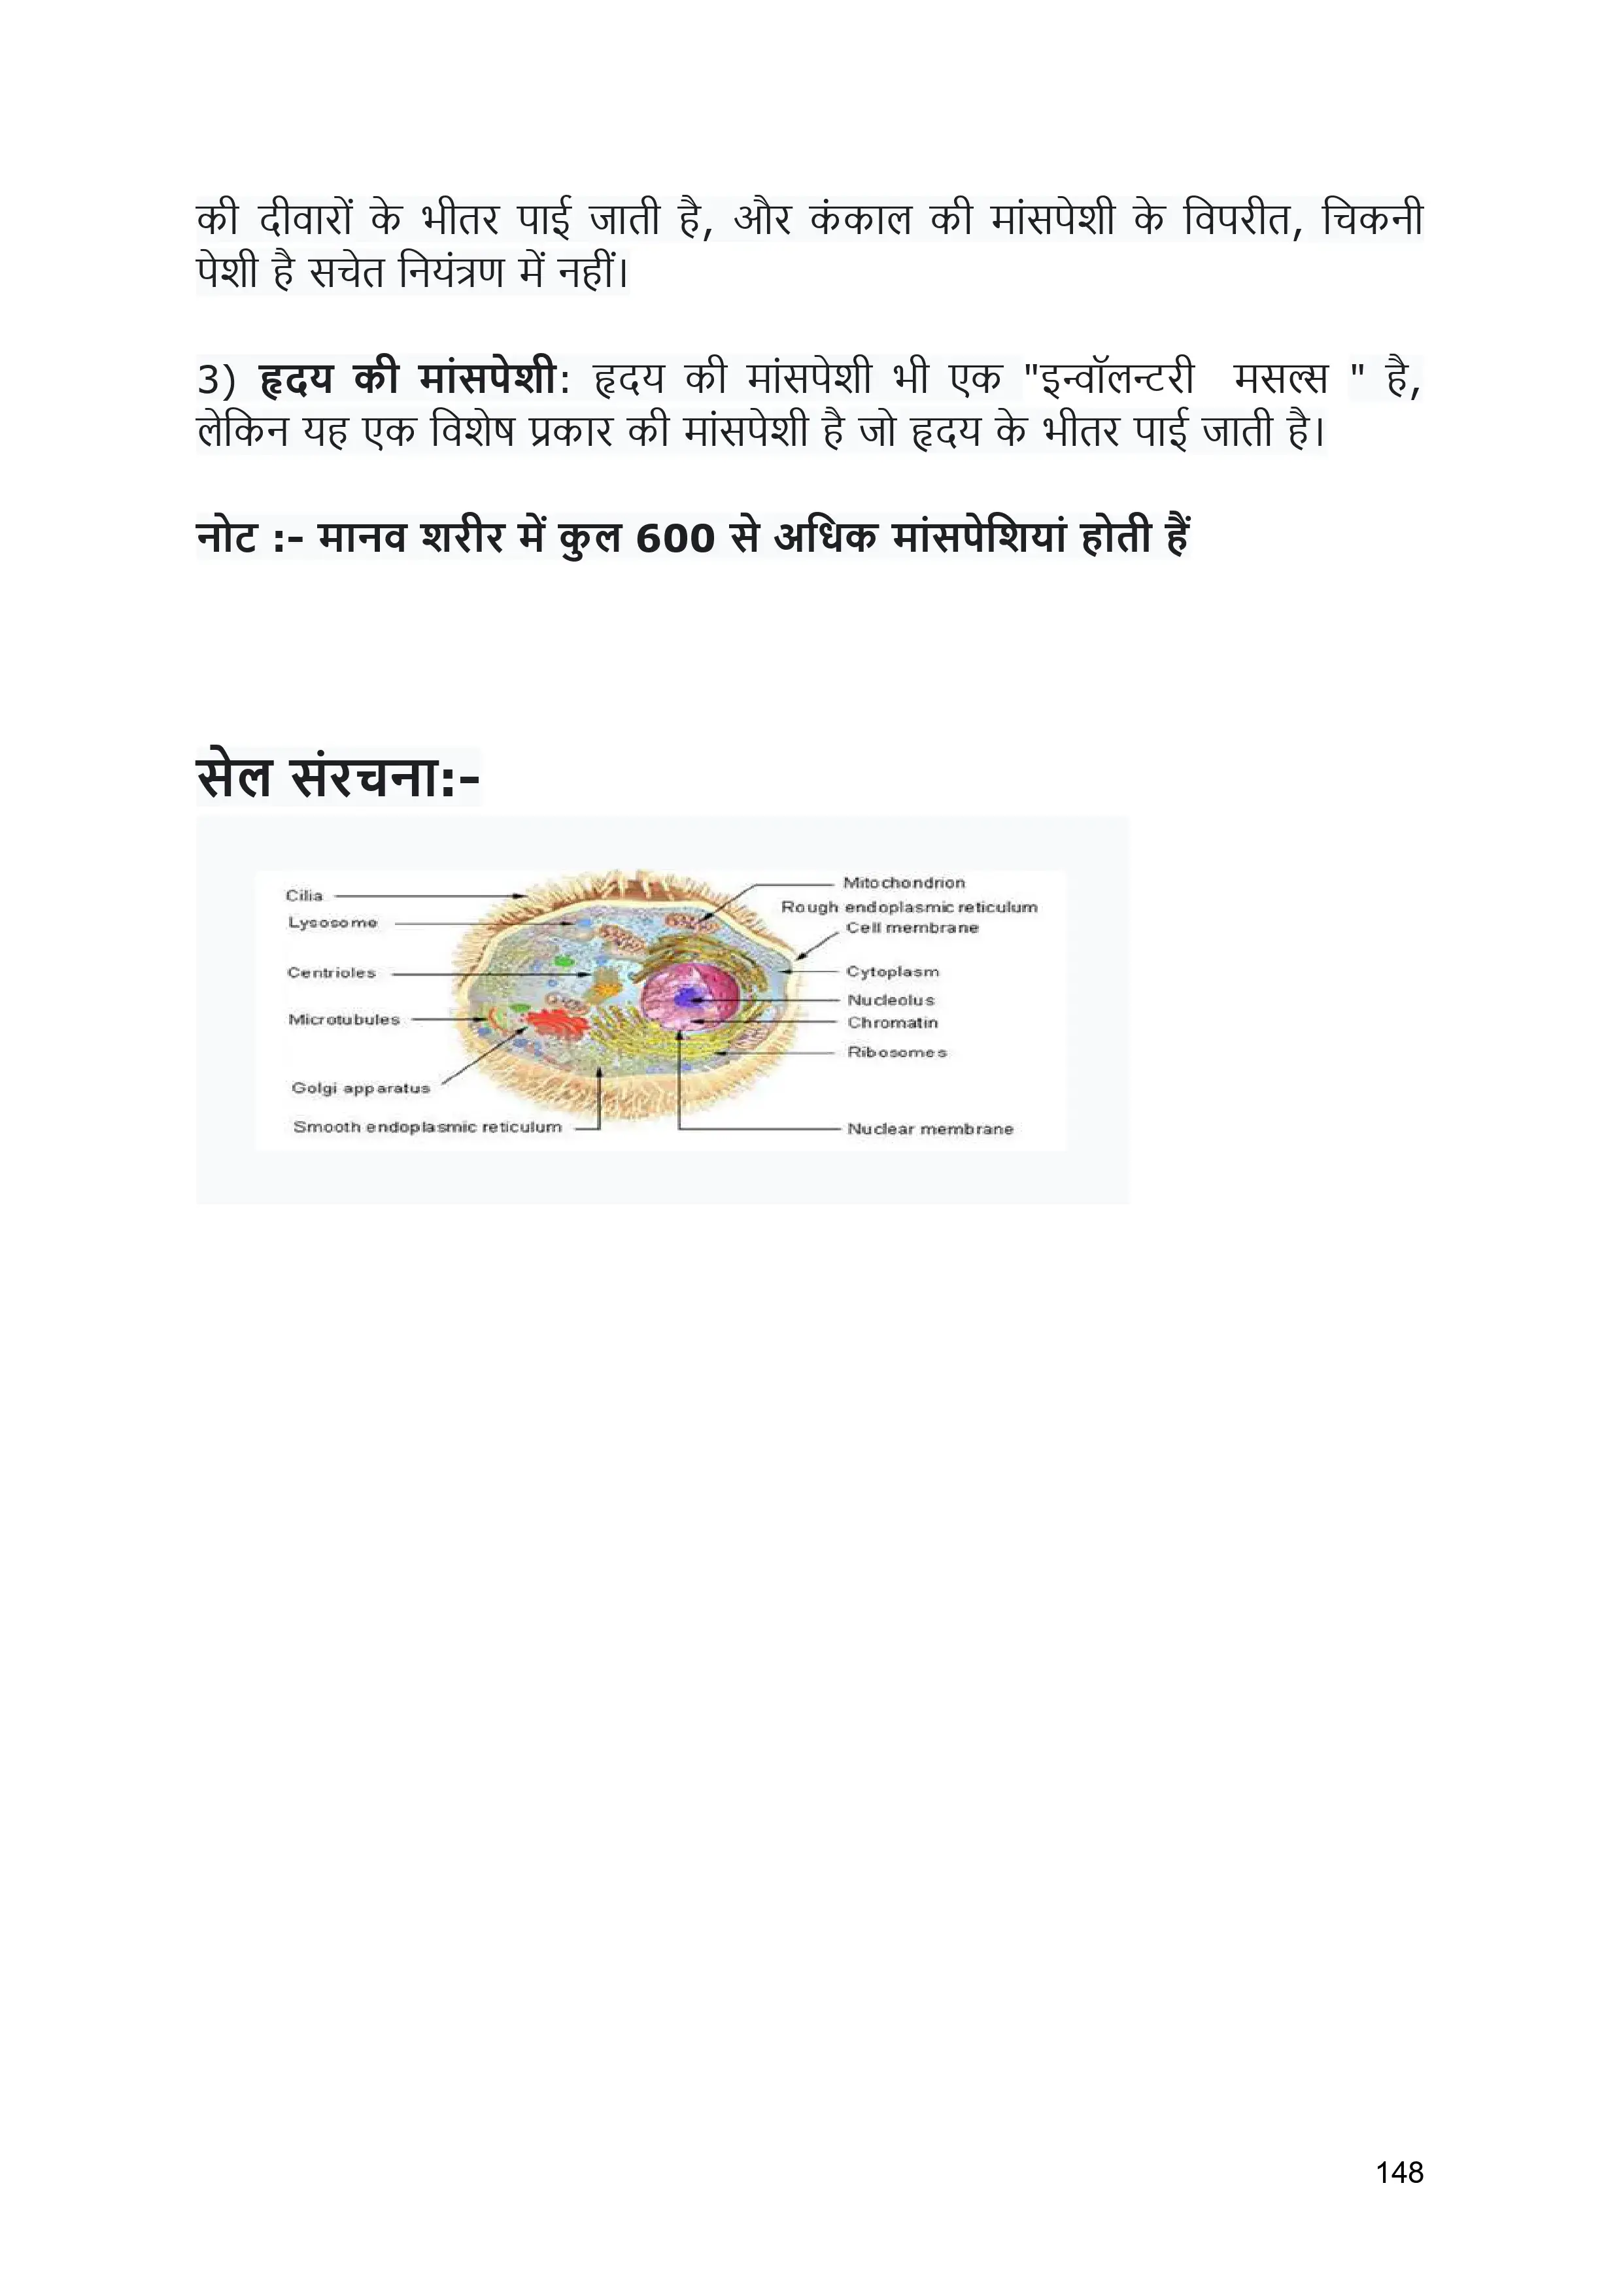 की दीवारों के भीतर पाई जाती है, और कंकाल की मांसपेशी के विपरीत, चिकनी
पेशी है सचेत नियंत्रण में नहीं।
3) हृदय की मांसपेशी: हृदय की मांसपेशी भी एक "इन्वॉलन्टरी मसल्स " है,
लेकिन यह एक विशेष प्रकार की मांसपेशी है जो हृदय के भीतर पाई जाती है।
नोट :- मानव शरीर में कुल 600 से अधिक मांसपेशियां होती हैं
सेल संरचना:-
Cilia
Lysosome
Centrioles
Microtubules
Golgi apparatus
Smooth endoplasmic reticulum
Mitochondrion
Rough endoplasmic reticulum
Cell membrane
Cytoplasm
Nucleolus
Chromatin
Ribosomes
Nuclear membrane
148